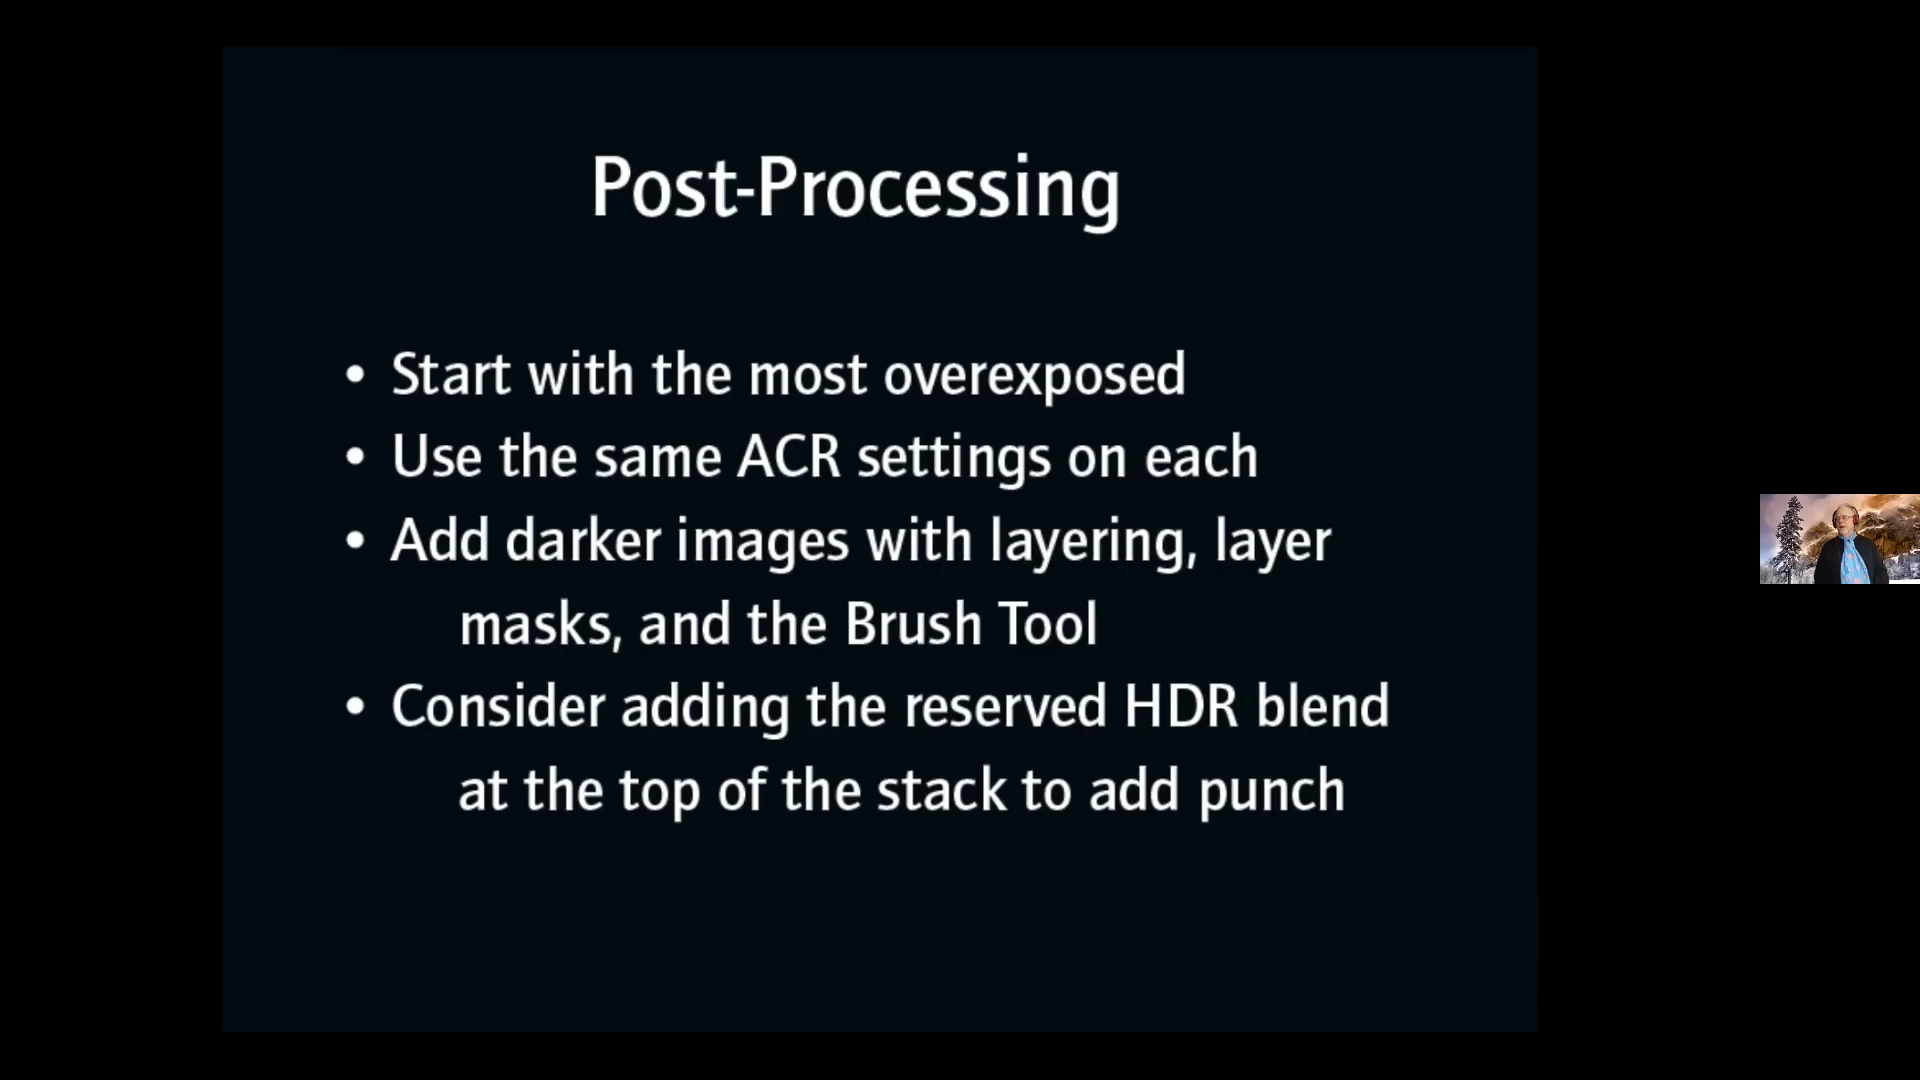 Post-Processing
• Start with the most overexposed
• Use the same ACR settings on each
• Add darker images with layering, layer
masks, and the Brush Tool
• Consider adding the reserved HDR blend
at the top of the stack to add punch